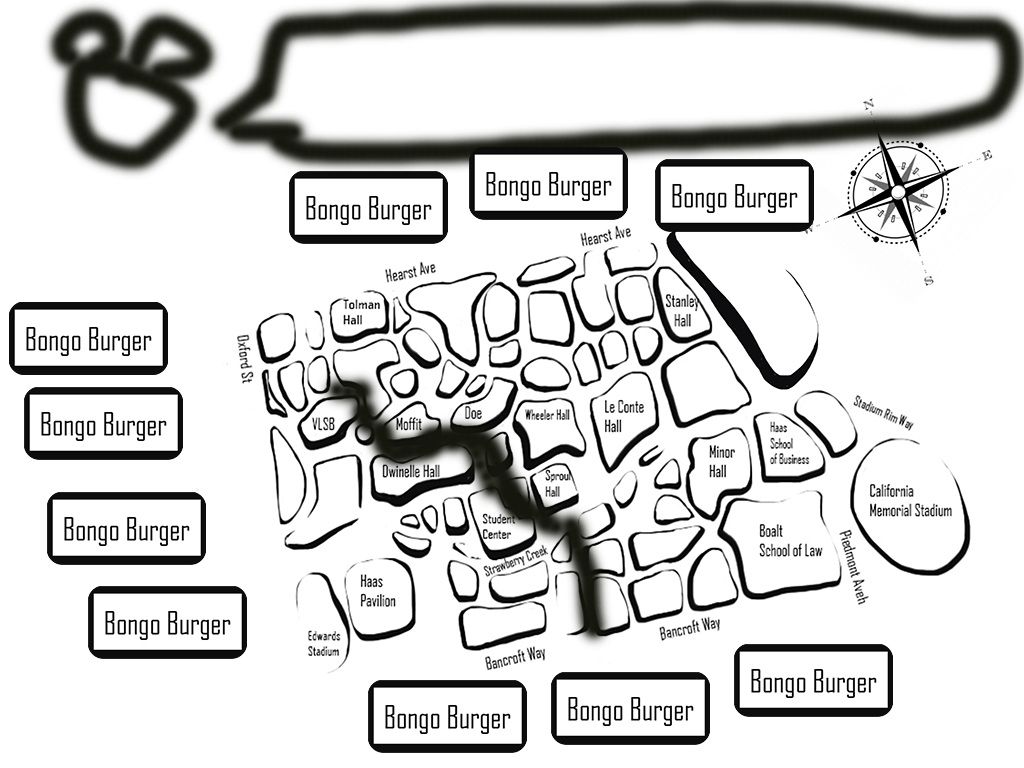 N
E
W
S
Bongo Burger
Bongo Burger
Bongo Burger
Hearst Ave
Hearst Ave
Tolman
Hall
Stanley
Hall
Oxford St
Bongo Burger
Bongo Burger
VLSB
Moffit
Doe
Wheeler Hall
Le Conte
Hall
Haas
School
of Business
Stadium Rim Way
Dwinelle Hall
Sproul
Hall
Minor
Hall
California
Memorial Stadium
Bongo Burger
Student
Center
Boalt
School of Law
Strawberry Creek
Piedmont Aveh
Haas
Pavilion
Bongo Burger
Edwards
Stadium
Bancroft Way
Bancroft Way
Bongo Burger
Bongo Burger
Bongo Burger